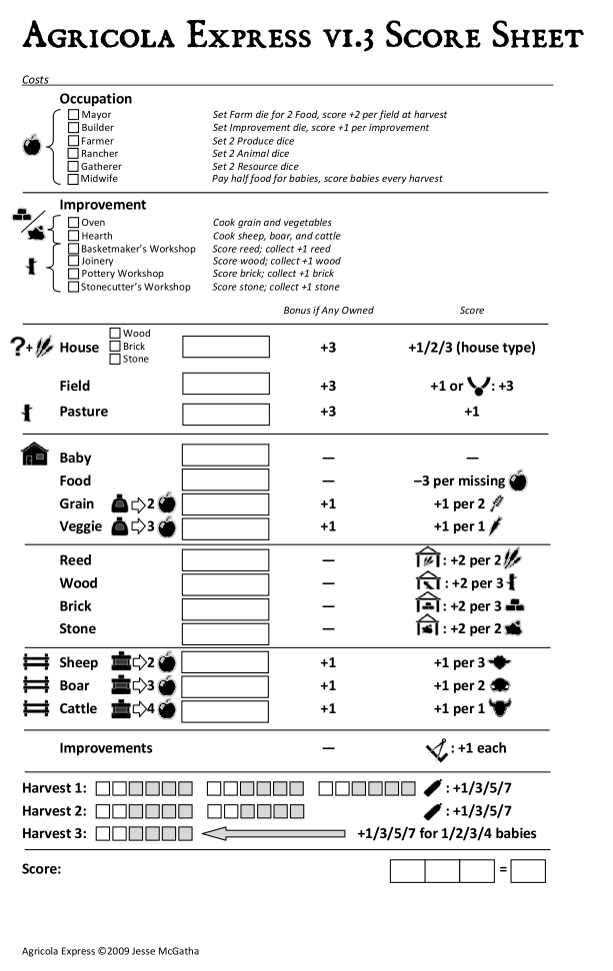 Agricola Express v1.3 Score Sheet
Costs
Occupation
Mayor Set Farm die for 2 Food, score +2 per field at harvest
Builder Set Improvement die, score +1 per improvement
Farmer Set 2 Produce dice
Rancher Set 2 Animal dice
Gatherer Set 2 Resource dice
Midwife Pay half food for babies, score babies every harvest
Improvement
Oven Cook grain and vegetables
Hearth Cook sheep, boar, and cattle
Basketmaker's Workshop Score reed; collect +1 reed
Joinery Score wood; collect +1 wood
Pottery Workshop Score brick; collect +1 brick
Stonecutter's Workshop Score stone; collect +1 stone
Bonus if Any Owned Score
Wood
?+ House Brick +3 +1/2/3 (house type)
Stone
Field +3 +1 or : +3
Pasture +3 +1
Baby — —
Food — −3 per missing
Grain 2 +1 +1 per 2
Veggie 3 +1 +1 per 1
Reed — : +2 per 2
Wood — : +2 per 3
Brick — : +2 per 3
Stone — : +2 per 2
Sheep 2 +1 +1 per 3
Boar 3 +1 +1 per 2
Cattle 4 +1 +1 per 1
Improvements — : +1 each
Harvest 1: : +1/3/5/7
Harvest 2: : +1/3/5/7
Harvest 3: +1/3/5/7 for 1/2/3/4 babies
Score: =
Agricola Express ©2009 Jesse McGatha